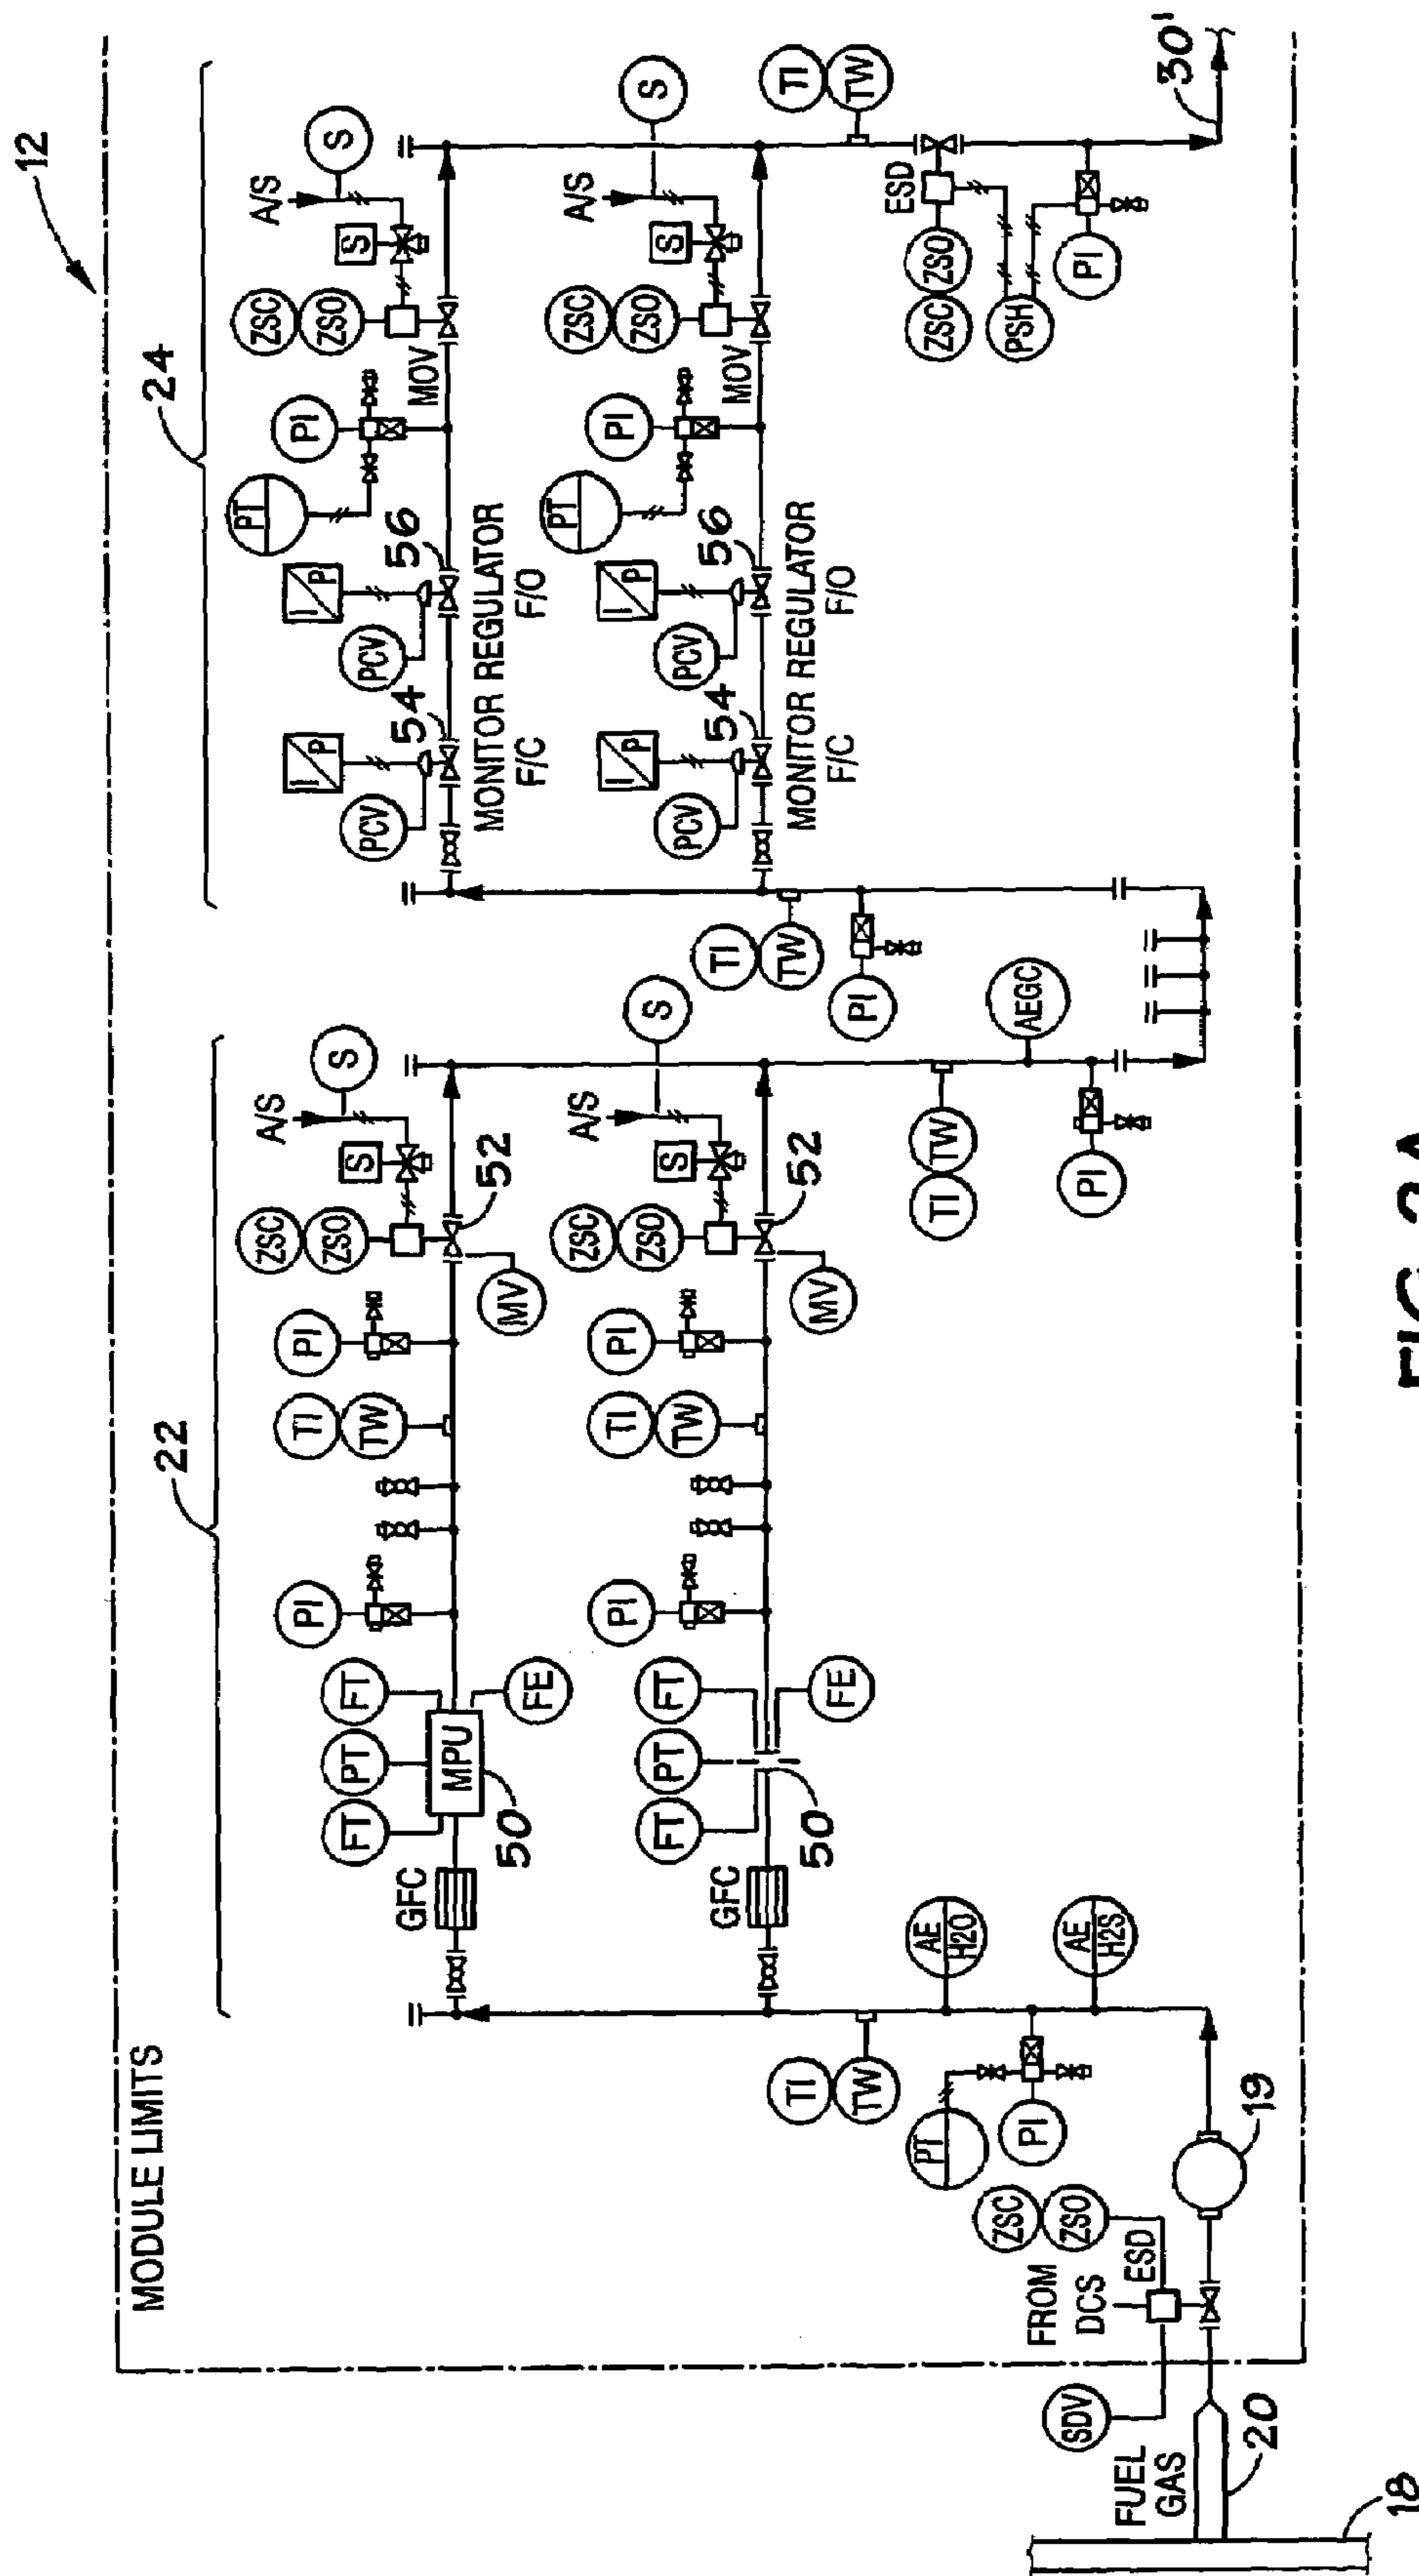 12
MODULE LIMITS
22
24
A/S
S
S
ZSC
ZSO
PI
TI
TW
PI
FT
PT
FT
MPU
FE
50
GFC
MV
52
A/S
S
S
ZSC
ZSO
PI
TI
TW
PI
FT
PT
FT
FE
50
GFC
MV
52
A/S
S
S
ZSC
ZSO
MOV
PI
PT
I/P
PCV
56
I/P
PCV
54
MONITOR REGULATOR
F/C
F/O
A/S
S
S
ZSC
ZSO
MOV
PI
PT
I/P
PCV
56
I/P
PCV
54
MONITOR REGULATOR
F/C
F/O
TI
TW
AE
H2O
AE
H2S
PT
PI
ZSC
ZSO
ESD
FROM
DCS
19
SDV
FUEL
GAS
20
18
TI
TW
AEGC
PI
TI
TW
PI
TI
TW
ESD
ZSC
ZSO
PSH
PI
30'